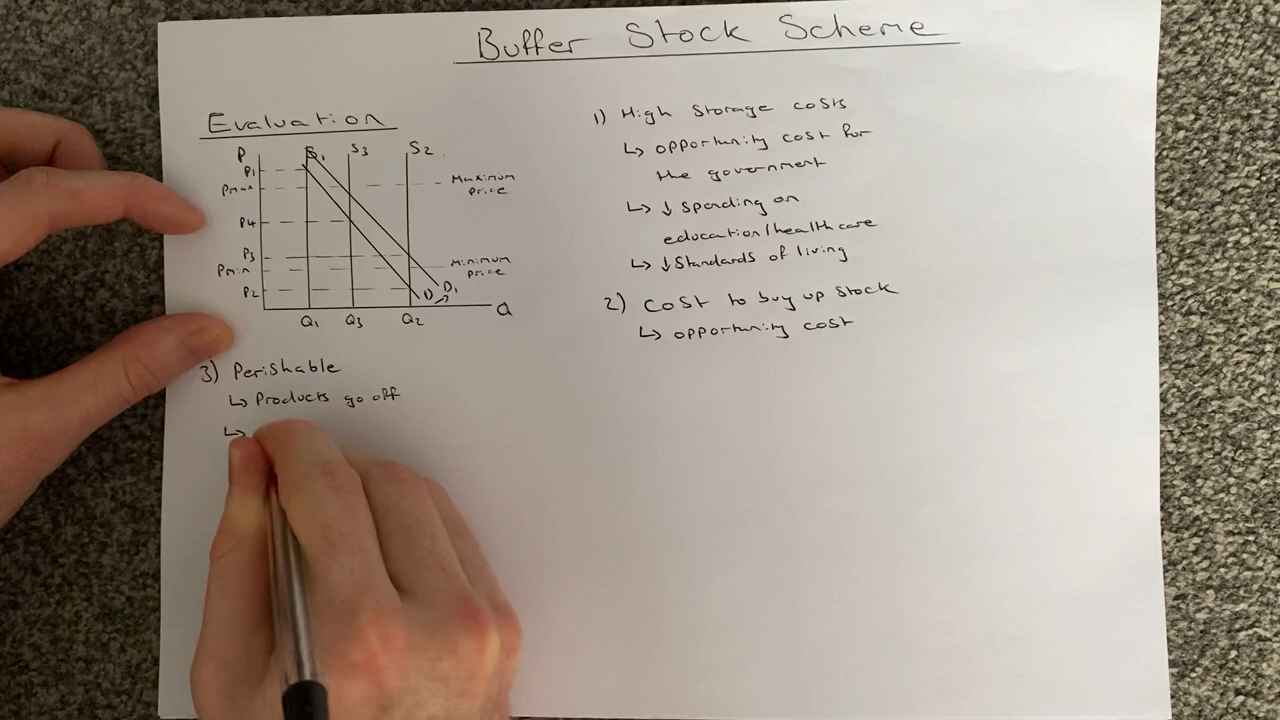 Buffer Stock Scheme
Evaluation
P
P1
Pmax
P4
P3
Pmin
P2
S1
S3
S2
Maximum
Price
Minimum
Price
D
D1
Q1
Q3
Q2
Q
1) High Storage costs
↳ opportunity cost for
the government
↳ ↓ spending on
education/healthcare
↳ ↓ Standards of living
2) Cost to buy up stock
↳ opportunity cost
3) Perishable
↳ Products go off
↳